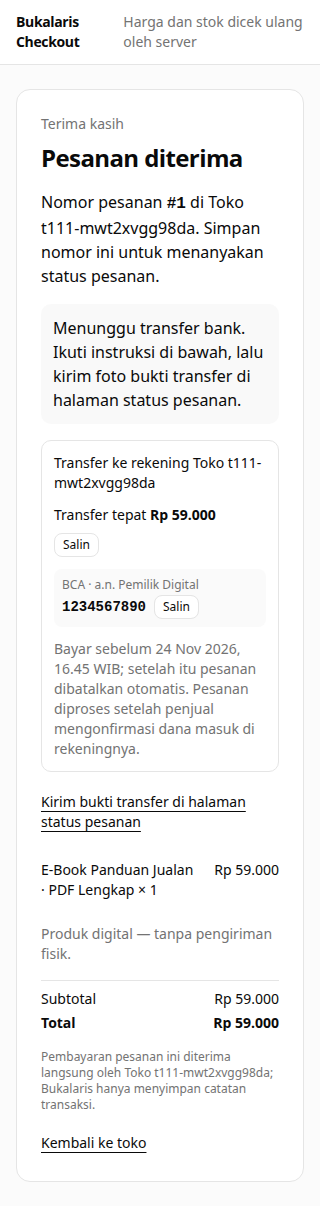 Bukalaris
Checkout
Harga dan stok dicek ulang
oleh server
Terima kasih
Pesanan diterima
Nomor pesanan #1 di Toko
t111-mwt2xvgg98da. Simpan
nomor ini untuk menanyakan
status pesanan.
Menunggu transfer bank.
Ikuti instruksi di bawah, lalu
kirim foto bukti transfer di
halaman status pesanan.
Transfer ke rekening Toko t111-
mwt2xvgg98da
Transfer tepat Rp 59.000
Salin
BCA · a.n. Pemilik Digital
1234567890 Salin
Bayar sebelum 24 Nov 2026,
16.45 WIB; setelah itu pesanan
dibatalkan otomatis. Pesanan
diproses setelah penjual
mengonfirmasi dana masuk di
rekeningnya.
Kirim bukti transfer di halaman
status pesanan
E-Book Panduan Jualan Rp 59.000
· PDF Lengkap × 1
Produk digital — tanpa pengiriman
fisik.
Subtotal Rp 59.000
Total Rp 59.000
Pembayaran pesanan ini diterima
langsung oleh Toko t111-mwt2xvgg98da;
Bukalaris hanya menyimpan catatan
transaksi.
Kembali ke toko